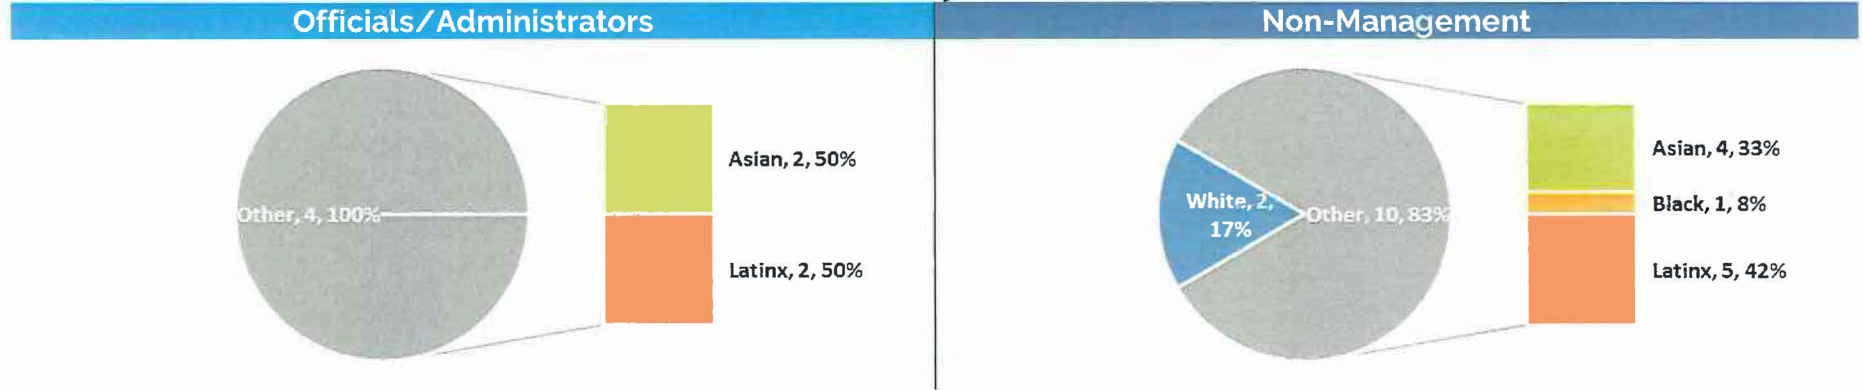 Officials/Administrators
Other, 4, 100%
Asian, 2, 50%
Latinx, 2, 50%
Non-Management
White, 2,
17%
Other, 10, 83%
Asian, 4, 33%
Black, 1, 8%
Latinx, 5, 42%